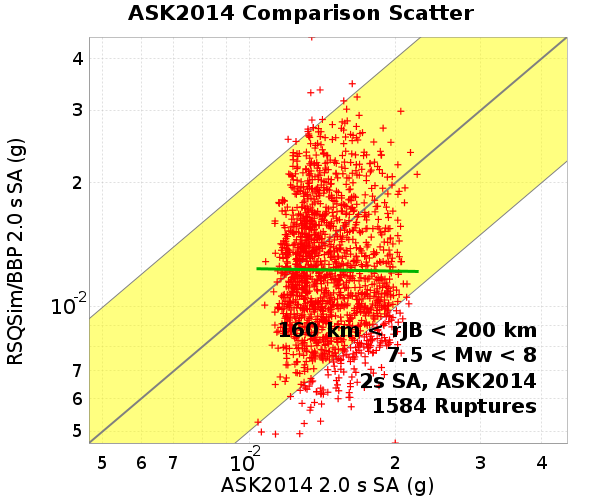 ASK2014 Comparison Scatter
RSQSim/BBP 2.0 s SA (g)
4
3
2
10-2
7
6
5
160 km < rJB < 200 km
7.5 < Mw < 8
2s SA, ASK2014
1584 Ruptures
5 6 7 10-2 2 3 4
ASK2014 2.0 s SA (g)